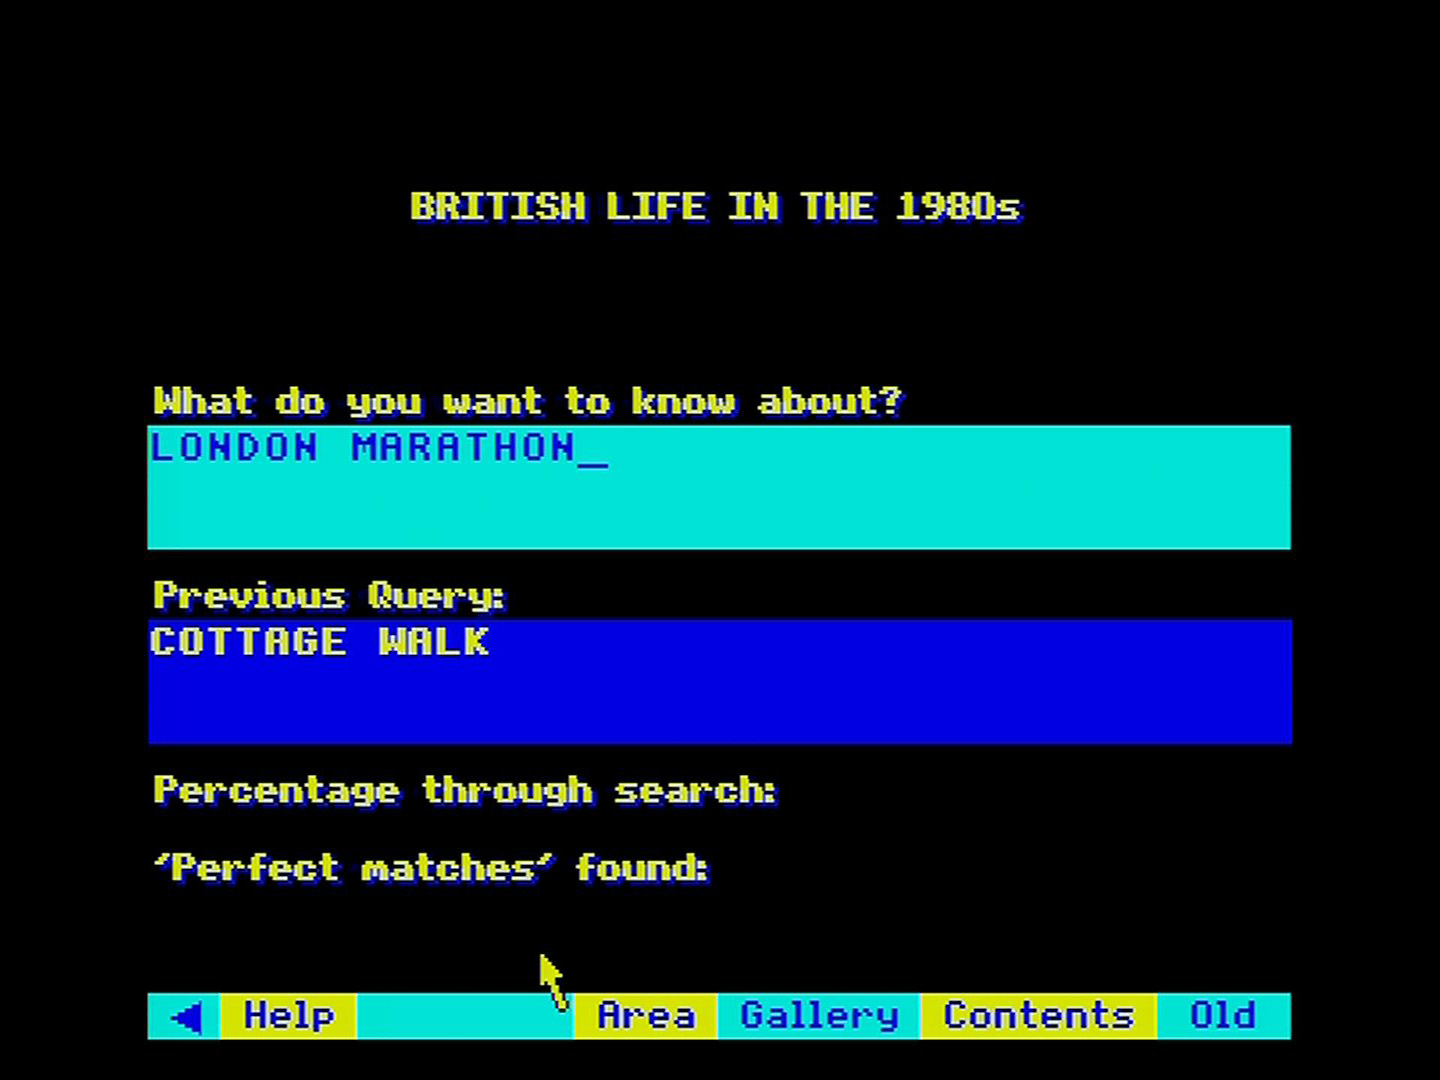 BRITISH LIFE IN THE 1980s
What do you want to know about?
LONDON MARATHON_
Previous Query:
COTTAGE WALK
Percentage through search:
‘Perfect matches’ found:
Help Area Gallery Contents Old